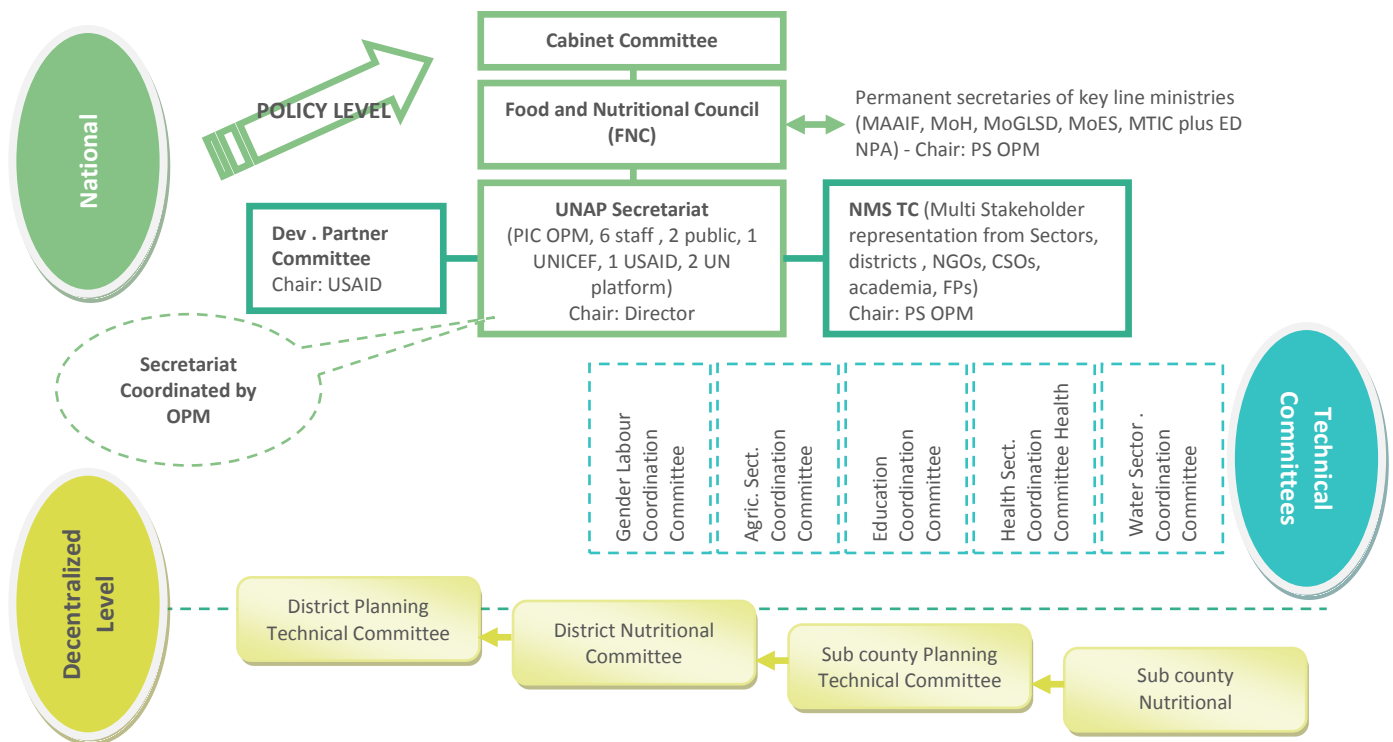 National
POLICY LEVEL
Cabinet Committee
Food and Nutritional Council
(FNC)
Permanent secretaries of key line ministries
(MAAIF, MoH, MoGLSD, MoES, MTIC plus ED
NPA) - Chair: PS OPM
Dev . Partner
Committee
Chair: USAID
UNAP Secretariat
(PIC OPM, 6 staff , 2 public, 1
UNICEF, 1 USAID, 2 UN
platform)
Chair: Director
NMS TC (Multi Stakeholder
representation from Sectors,
districts , NGOs, CSOs,
academia, FPs)
Chair: PS OPM
Secretariat
Coordinated by
OPM
Gender Labour
Coordination
Committee
Agric. Sect.
Coordination
Committee
Education
Coordination
Committee
Health Sect.
Coordination
Committee Health
Water Sector .
Coordination
Committee
Technical
Committees
Decentralized
Level
District Planning
Technical Committee
District Nutritional
Committee
Sub county Planning
Technical Committee
Sub county
Nutritional